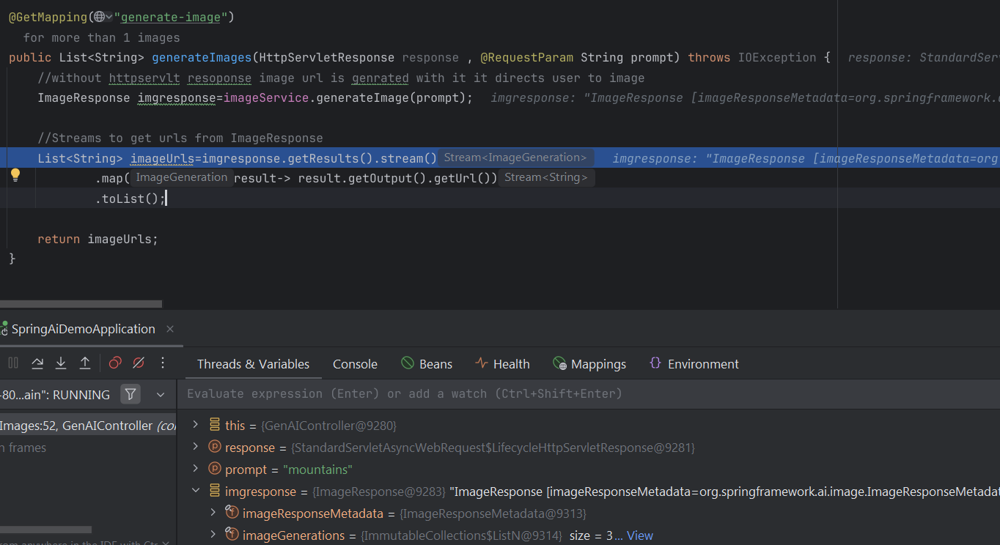 @GetMapping("generate-image")
for more than 1 images
public List<String> generateImages(HttpServletResponse response , @RequestParam String prompt) throws IOException { response: StandardSer
//without httpservlt resoponse image url is genrated with it it directs user to image
ImageResponse imgresponse=imageService.generateImage(prompt); imgresponse: "ImageResponse [imageResponseMetadata=org.springframework.
//Streams to get urls from ImageResponse
List<String> imageUrls=imgresponse.getResults().stream() Stream<ImageGeneration> imgresponse: "ImageResponse [imageResponseMetadata=org
.map( ImageGeneration result-> result.getOutput().getUrl()) Stream<String>
.toList();
return imageUrls;
}
SpringAiDemoApplication
Threads & Variables Console Beans Health Mappings Environment
-80...ain": RUNNING
Evaluate expression (Enter) or add a watch (Ctrl+Shift+Enter)
Images:52, GenAIController (co
n frames
this = {GenAIController@9280}
response = {StandardServletAsyncWebRequest$LifecycleHttpServletResponse@9281}
prompt = "mountains"
imgresponse = {ImageResponse@9283} "ImageResponse [imageResponseMetadata=org.springframework.ai.image.ImageResponseMetada
imageResponseMetadata = {ImageResponseMetadata@9313}
imageGenerations = {ImmutableCollections$ListN@9314} size = 3... View